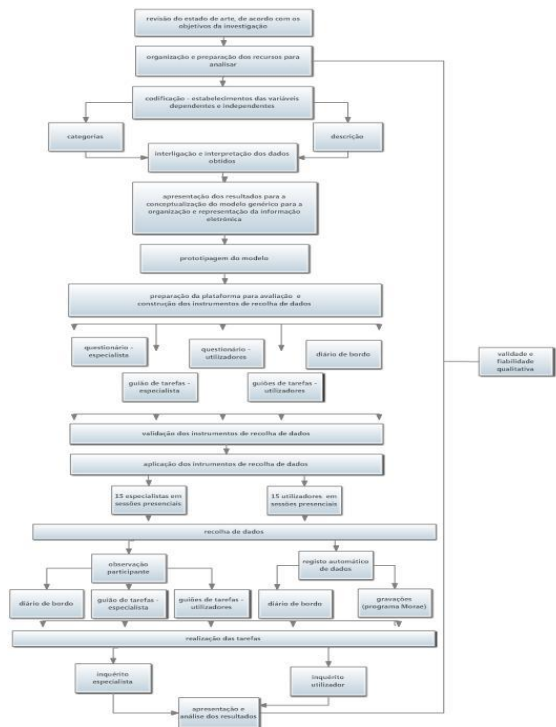 revisão do estado de arte, de acordo com os
objetivos da investigação
organização e preparação dos recursos para
analisar
codificação - estabelecimentos das variáveis
dependentes e independentes
categorias
descrição
interligação e interpretação dos dados
obtidos
apresentação dos resultados para a
conceptualização do modelo genérico para a
organização e representação da informação
eletrónica
prototipagem do modelo
preparação da plataforma para avaliação e
construção dos instrumentos de recolha de dados
questionário -
especialista
questionário -
utilizadores
diário de bordo
guião de tarefas -
especialista
guiões de tarefas -
utilizadores
validade e
fiabilidade
qualitativa
validação dos instrumentos de recolha de dados
aplicação dos instrumentos de recolha de dados
15 especialistas em
sessões presenciais
15 utilizadores em
sessões presenciais
recolha de dados
observação
participante
registo automático
de dados
diário de bordo
guião de tarefas -
especialista
guiões de tarefas -
utilizadores
diário de bordo
gravações
(programa Morae)
realização das tarefas
inquérito
especialista
inquérito
utilizador
apresentação e
análise dos resultados